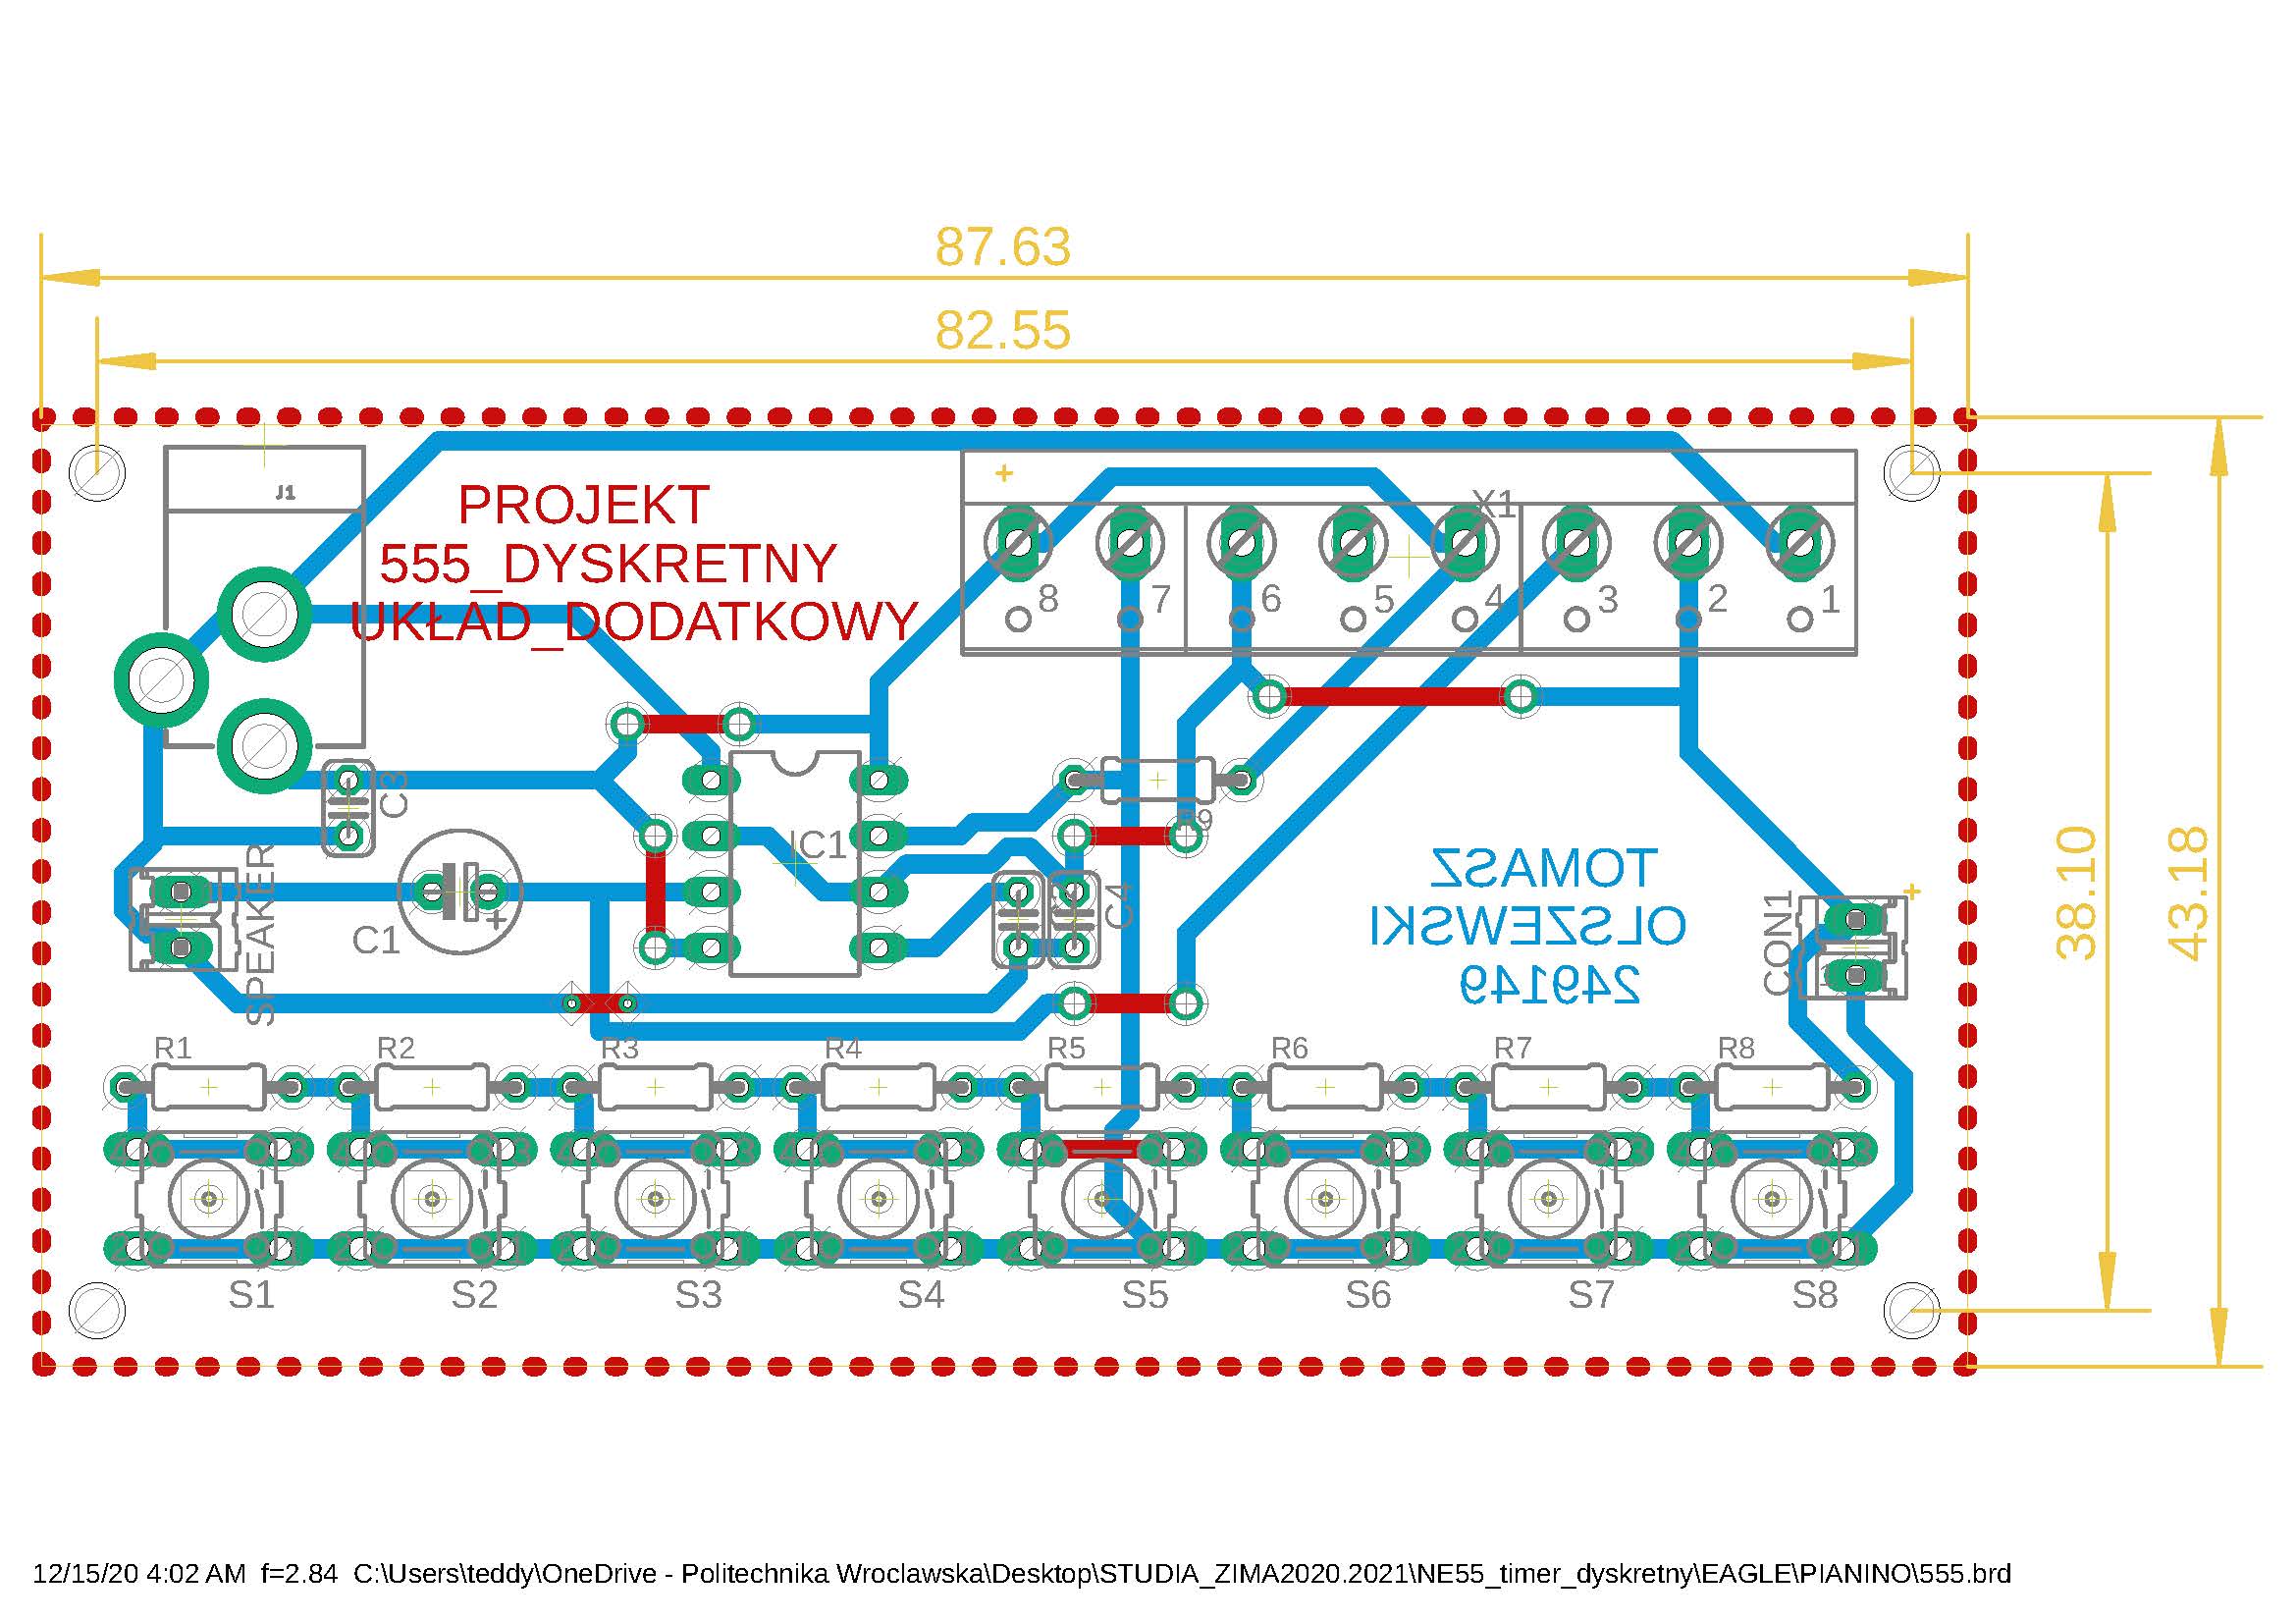 87.63
82.55
J1
PROJEKT
555_DYSKRETNY
UKŁAD_DODATKOWY
+
X1
8 7 6 5 4 3 2 1
38.10
43.18
C3
IC1
C1
+
SPEAKER
C4
TOMASZ
OLSZEWSKI
249149
CON1
+
R1 R2 R3 R4 R5 R6 R7 R8
S1 S2 S3 S4 S5 S6 S7 S8
12/15/20 4:02 AM f=2.84 C:\Users\teddy\OneDrive - Politechnika Wroclawska\Desktop\STUDIA_ZIMA2020.2021\NE55_timer_dyskretny\EAGLE\PIANINO\555.brd